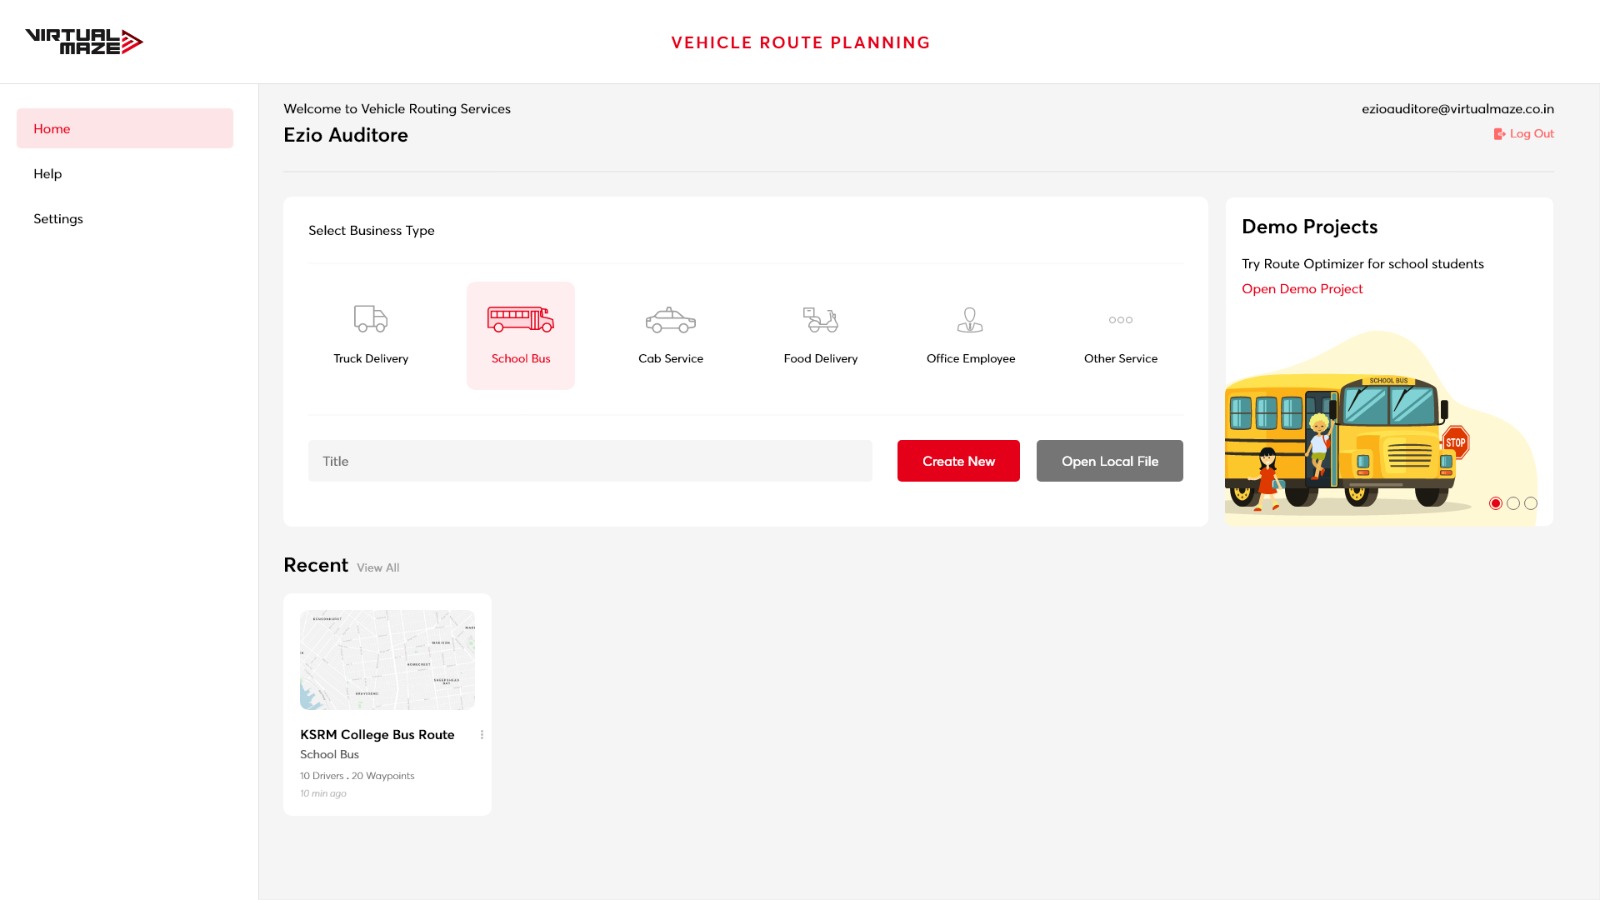 VIRTUAL
MAZE
VEHICLE ROUTE PLANNING
Home
Help
Settings
Welcome to Vehicle Routing Services
Ezio Auditore
ezioauditore@virtualmaze.co.in
Log Out
Select Business Type
Truck Delivery
School Bus
Cab Service
Food Delivery
Office Employee
Other Service
Title
Create New
Open Local File
Demo Projects
Try Route Optimizer for school students
Open Demo Project
SCHOOL BUS
STOP
Recent View All
HOMECREST
GRAVESEND
KSRM College Bus Route
School Bus
10 Drivers . 20 Waypoints
10 min ago